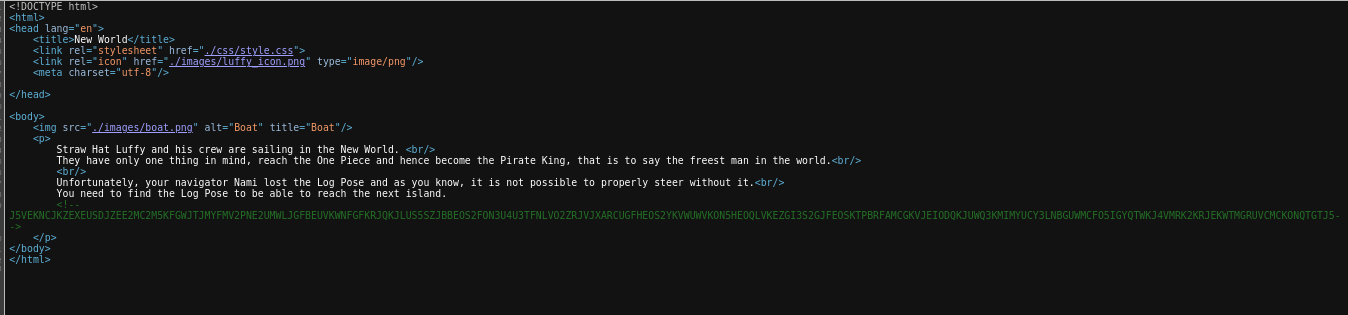 <!DOCTYPE html>
<html>
<head lang="en">
<title>New World</title>
<link rel="stylesheet" href="./css/style.css">
<link rel="icon" href="./images/luffy_icon.png" type="image/png"/>
<meta charset="utf-8"/>
</head>
<body>
<img src="./images/boat.png" alt="Boat" title="Boat"/>
<p>
Straw Hat Luffy and his crew are sailing in the New World. <br/>
They have only one thing in mind, reach the One Piece and hence become the Pirate King, that is to say the freest man in the world.<br/>
<br/>
Unfortunately, your navigator Nami lost the Log Pose and as you know, it is not possible to properly steer without it.<br/>
You need to find the Log Pose to be able to reach the next island.
<!--
J5VEKNCJKZEXEUSDJZEE2MC2M5KFGWJTJMYFMV2PNE2UMWLJGFBEUVKWNFGFKRJQKJLUS5SZJBBEOS2FON3U4U3TFNLVO2ZRJVJXARCUGFHEOS2YKVWUWVKON5HEOQLVKEZGI3S2GJFEOSKTPBRFAMCGKVJEIODQKJUWQ3KMIMYUCY3LNBGUWMCFO5IGYQTWKJ4VMRK2KRJEKWTMGRUVCMCKONQTGTJ5-
->
</p>
</body>
</html>